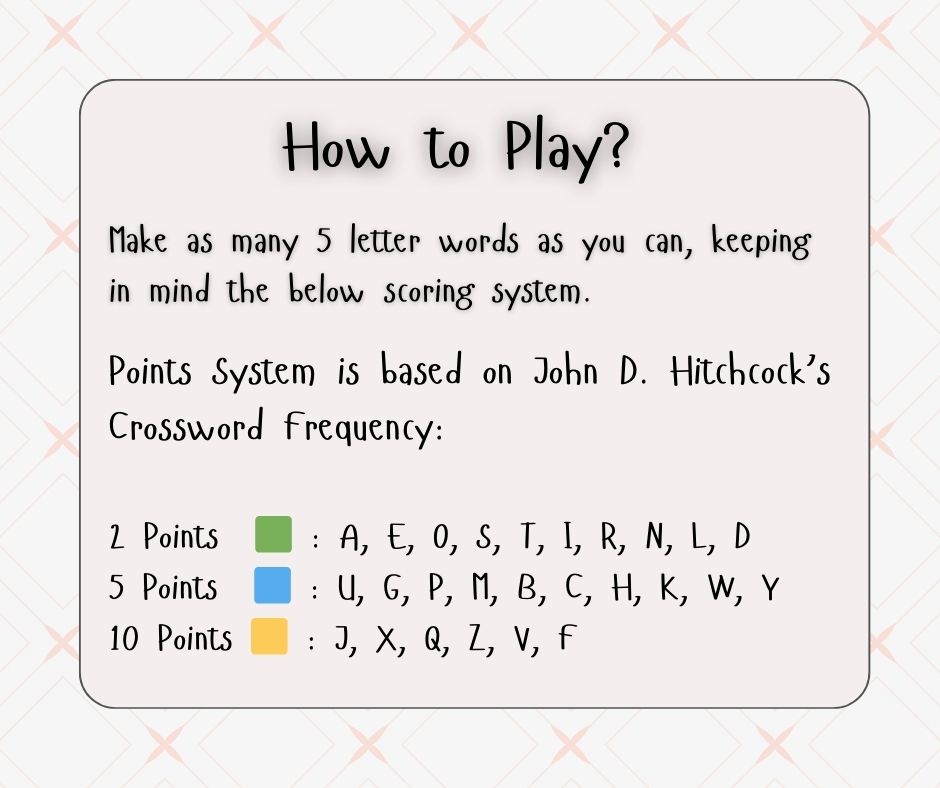 How to Play?
Make as many 5 letter words as you can, keeping
in mind the below scoring system.
Points System is based on John D. Hitchcock's
Crossword Frequency:
2 Points : A, E, O, S, T, I, R, N, L, D
5 Points : U, G, P, M, B, C, H, K, W, Y
10 Points : J, X, Q, Z, V, F